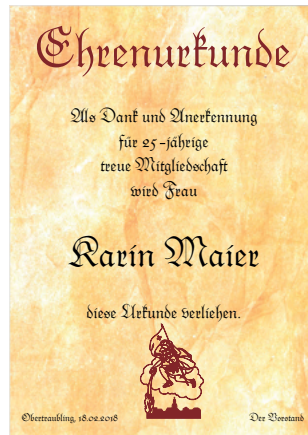 Ehrenurkunde
Als Dank und Anerkennung
für 25-jährige
treue Mitgliedschaft
wird Frau
Karin Maier
diese Urkunde verliehen.
Obertraubling, 18.02.2018
Der Vorstand